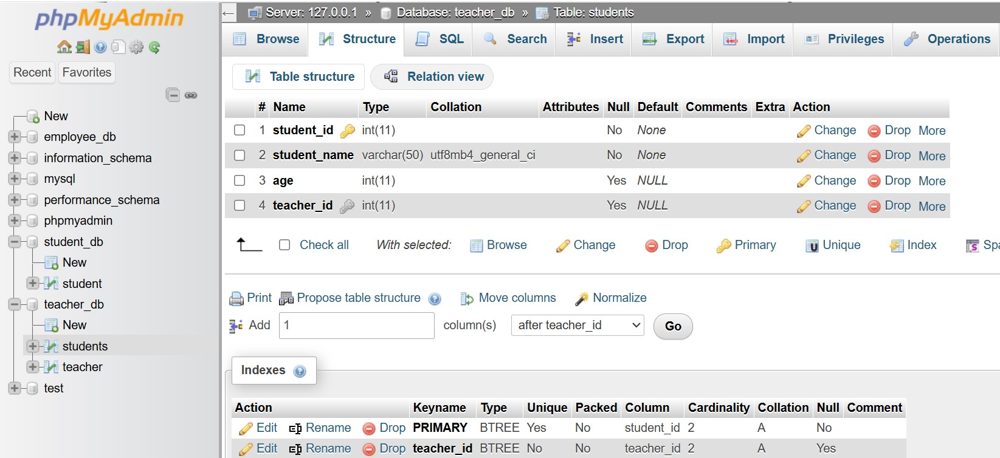 phpMyAdmin
Recent Favorites
New
employee_db
information_schema
mysql
performance_schema
phpmyadmin
student_db
New
student
teacher_db
New
students
teacher
test
← Server: 127.0.0.1 » Database: teacher_db » Table: students
Browse Structure SQL Search Insert Export Import Privileges Operations
Table structure Relation view
# Name Type Collation Attributes Null Default Comments Extra Action
1 student_id int(11) No None Change Drop More
2 student_name varchar(50) utf8mb4_general_ci No None Change Drop More
3 age int(11) Yes NULL Change Drop More
4 teacher_id int(11) Yes NULL Change Drop More
Check all With selected: Browse Change Drop Primary Unique Index Spa
Print Propose table structure Move columns Normalize
Add 1 column(s) after teacher_id Go
Indexes
Action Keyname Type Unique Packed Column Cardinality Collation Null Comment
Edit Rename Drop PRIMARY BTREE Yes No student_id 2 A No
Edit Rename Drop teacher_id BTREE No No teacher_id 2 A Yes